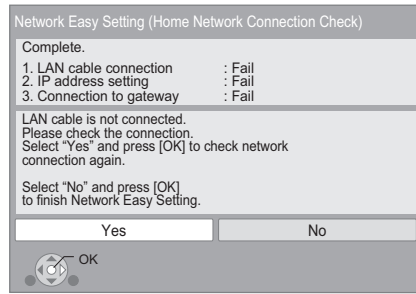 Network Easy Setting (Home Network Connection Check)
Complete.
1. LAN cable connection : Fail
2. IP address setting : Fail
3. Connection to gateway : Fail
LAN cable is not connected.
Please check the connection.
Select “Yes” and press [OK] to check network
connection again.
Select “No” and press [OK]
to finish Network Easy Setting.
Yes No
OK